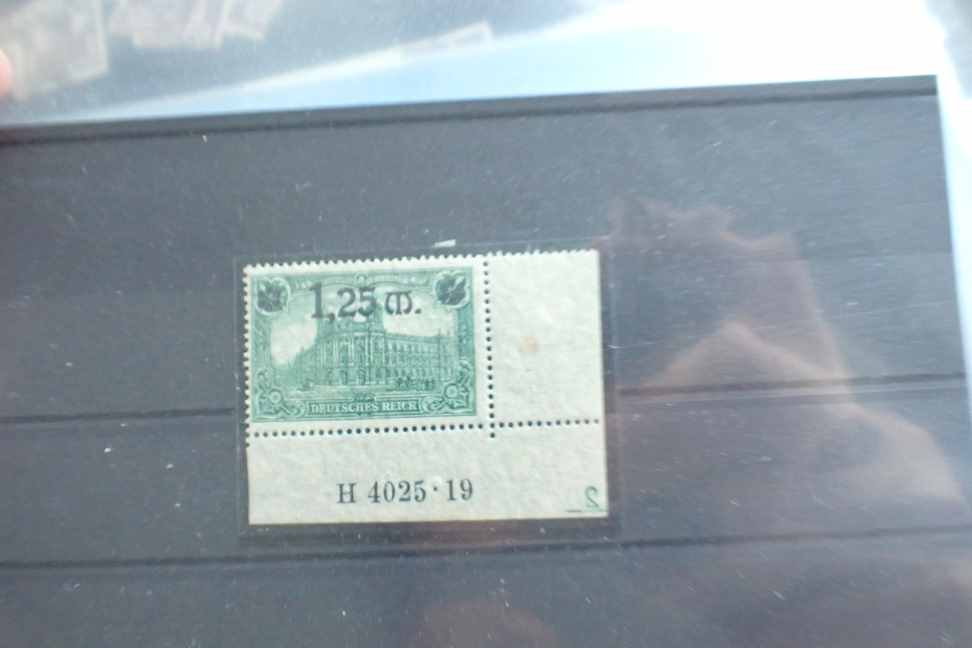 1,25 m.
DEUTSCHES REICH
H 4025·19
2